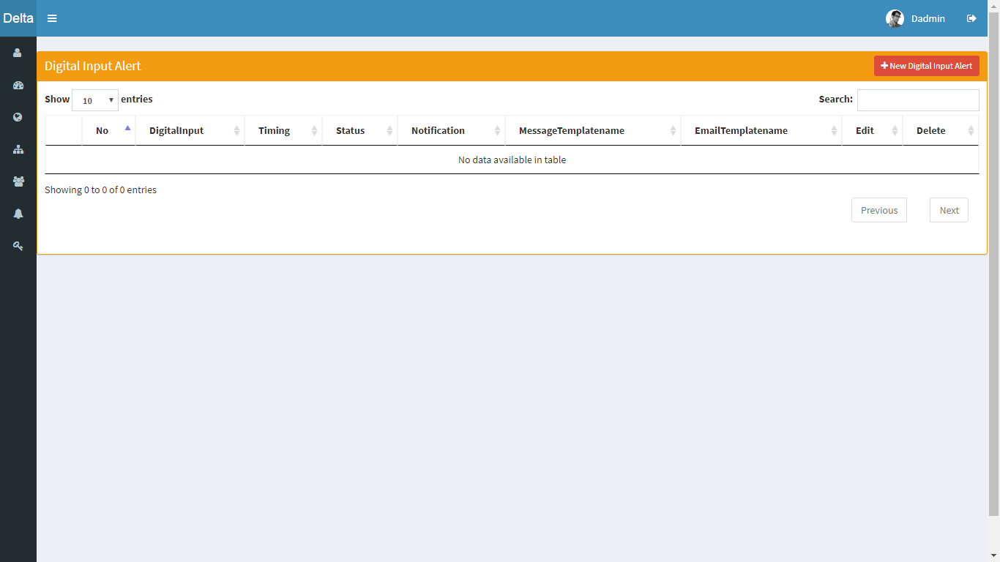 Delta
Dadmin
Digital Input Alert
New Digital Input Alert
Show 10 entries
Search:
No DigitalInput Timing Status Notification MessageTemplatename EmailTemplatename Edit Delete
No data available in table
Showing 0 to 0 of 0 entries
Previous Next